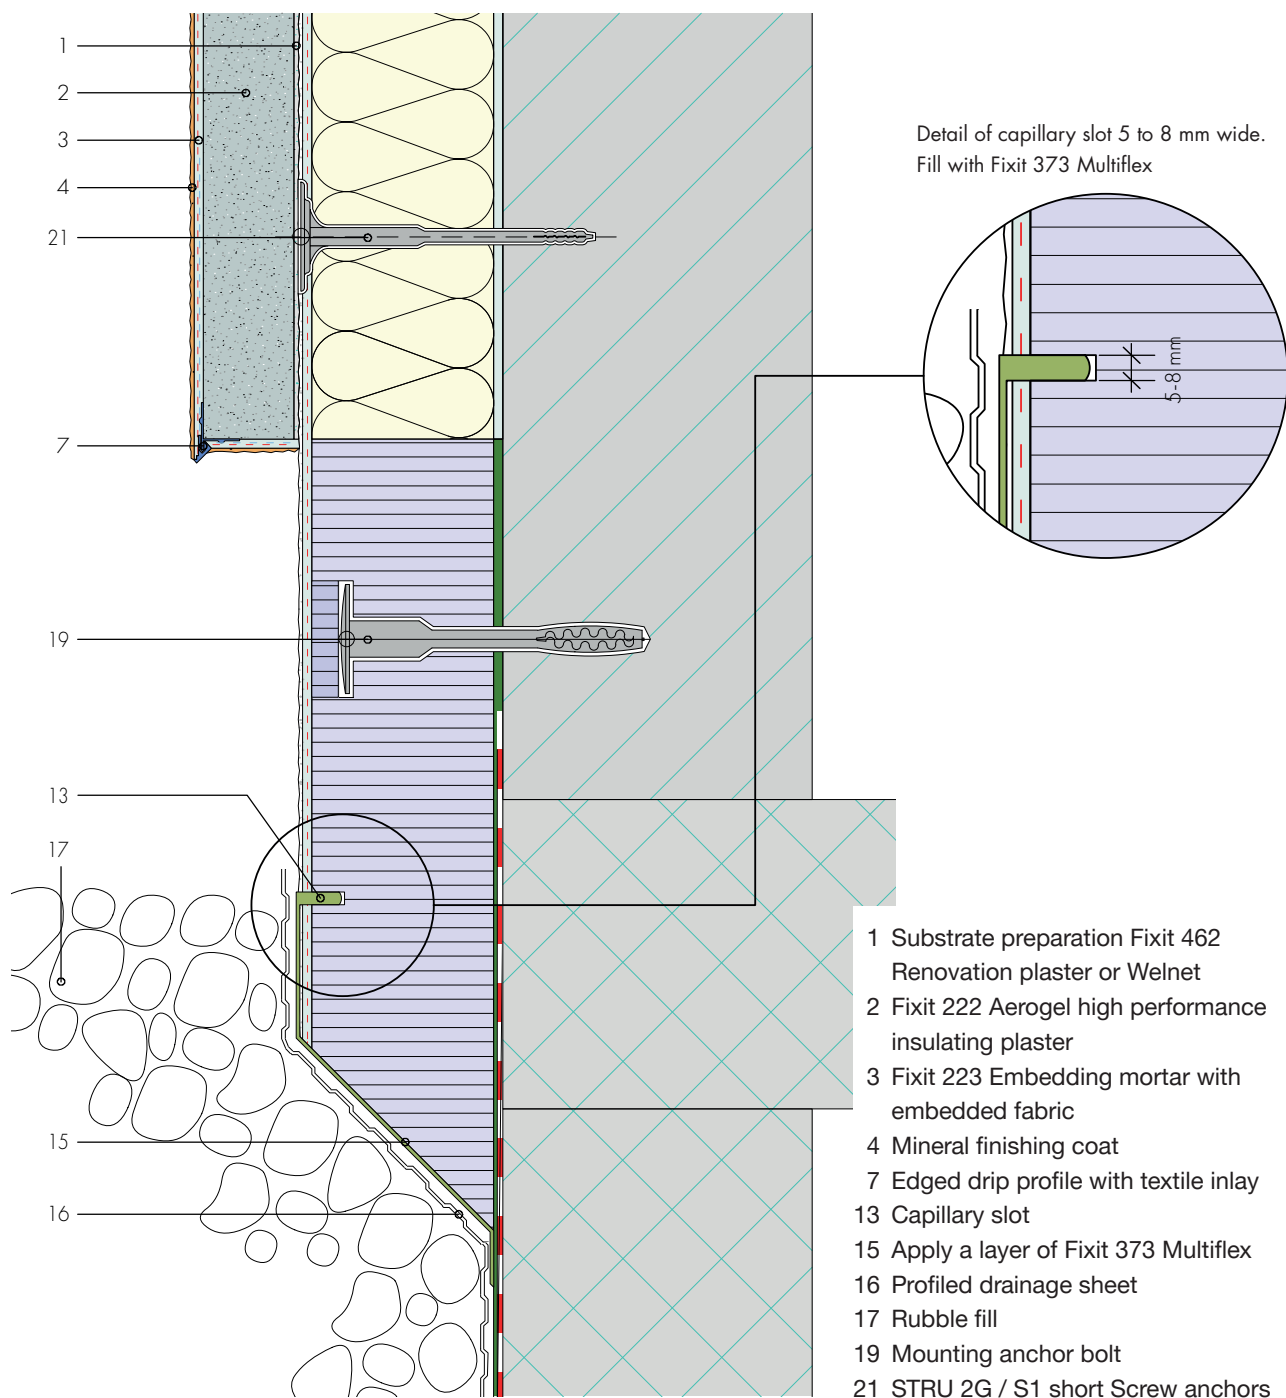 1
2
3
4
21
7
19
13
17
15
16
Detail of capillary slot 5 to 8 mm wide.
Fill with Fixit 373 Multiflex
5-8 mm
1 Substrate preparation Fixit 462
Renovation plaster or Welnet
2 Fixit 222 Aerogel high performance
insulating plaster
3 Fixit 223 Embedding mortar with
embedded fabric
4 Mineral finishing coat
7 Edged drip profile with textile inlay
13 Capillary slot
15 Apply a layer of Fixit 373 Multiflex
16 Profiled drainage sheet
17 Rubble fill
19 Mounting anchor bolt
21 STRU 2G / S1 short Screw anchors